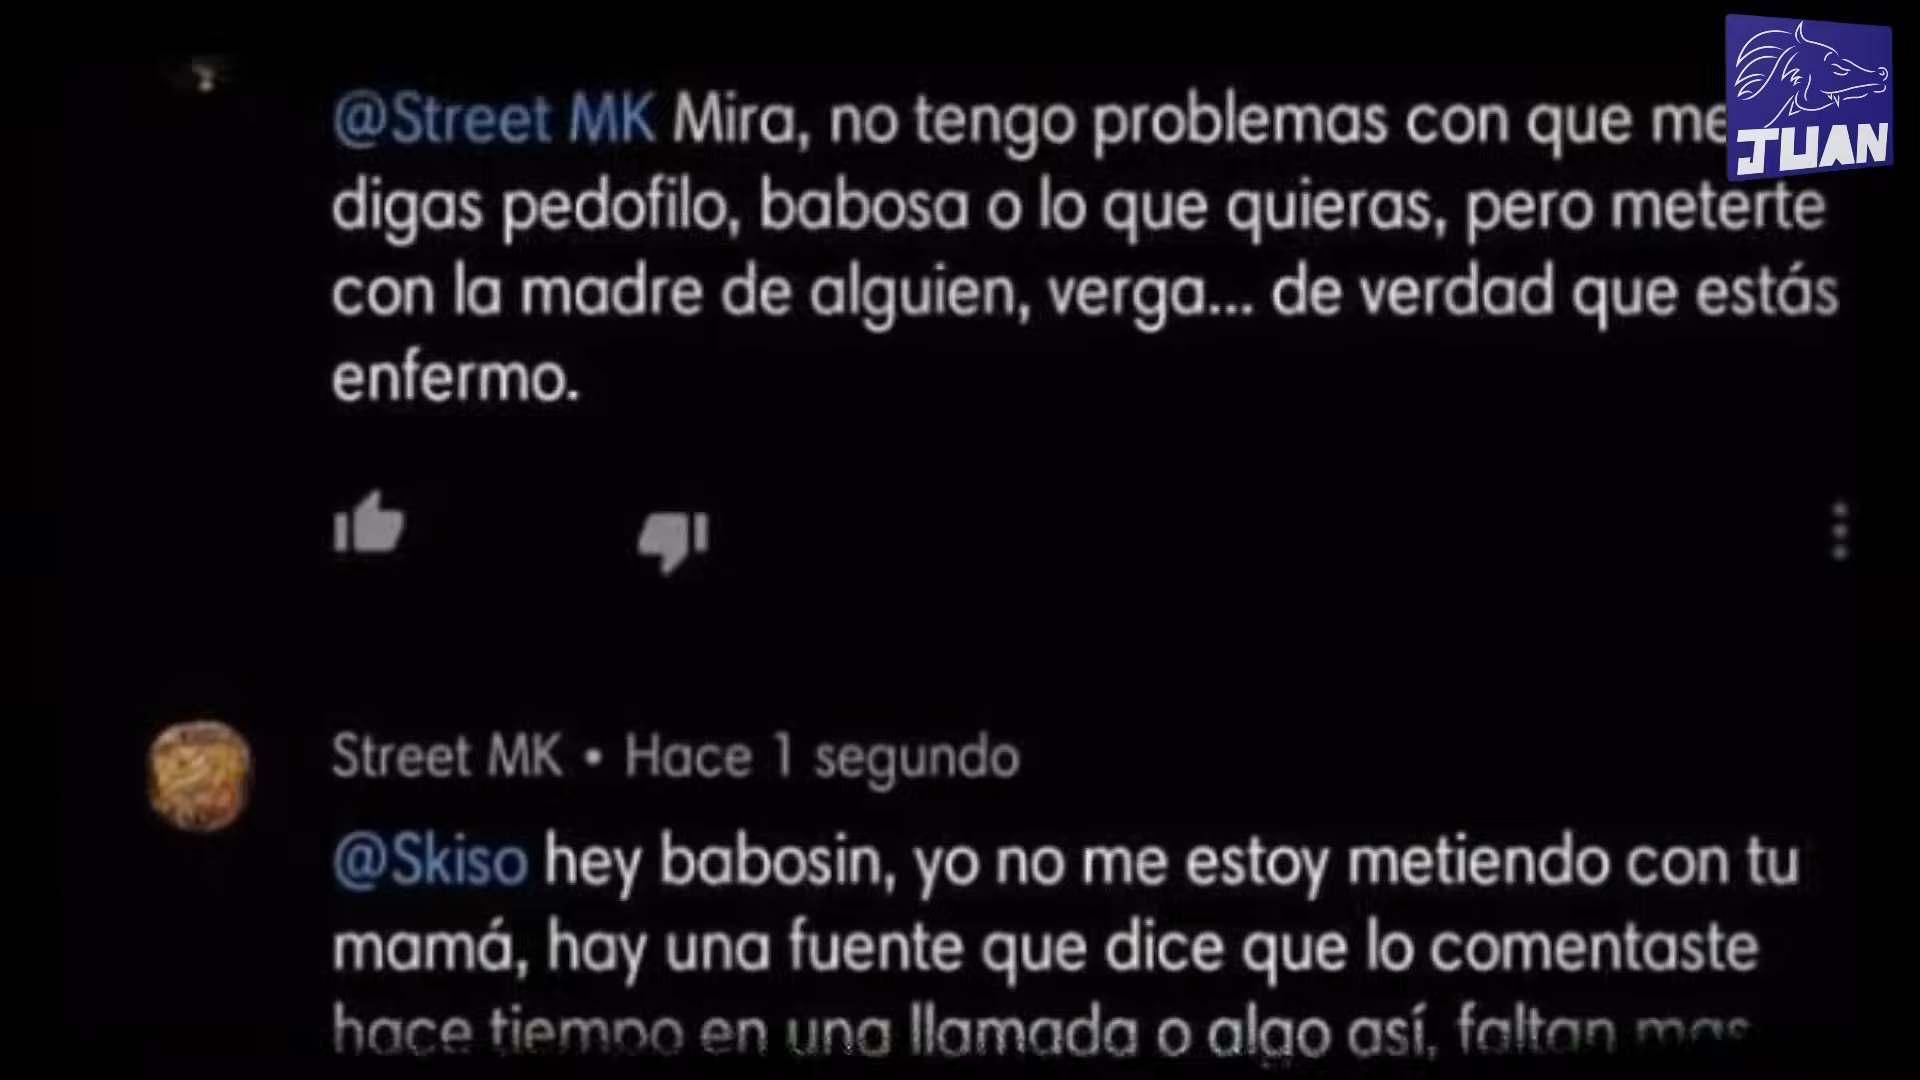 @Street MK Mira, no tengo problemas con que me
JUAN
digas pedofilo, babosa o lo que quieras, pero meterte
con la madre de alguien, verga... de verdad que estás
enfermo.
Street MK • Hace 1 segundo
@Skiso hey babosin, yo no me estoy metiendo con tu
mamá, hay una fuente que dice que lo comentaste
hace tiempo en una llamada o algo así, faltan mas